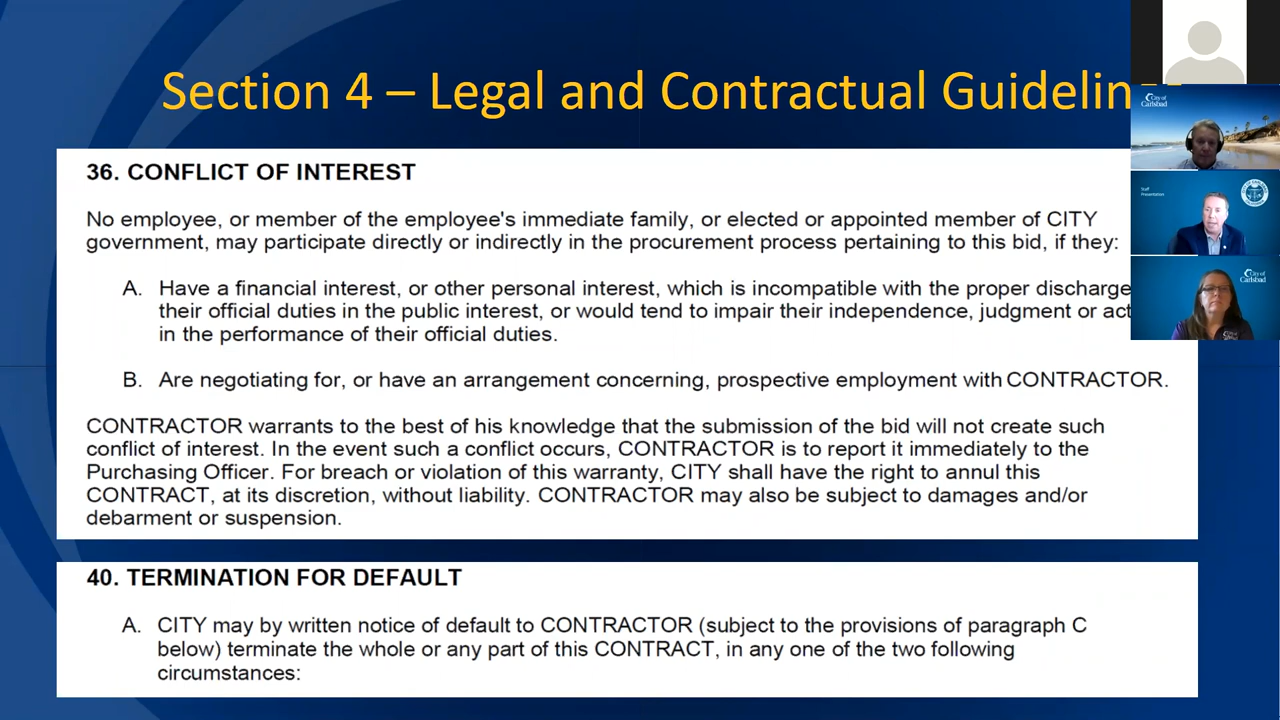 Section 4 – Legal and Contractual Guidelin
36. CONFLICT OF INTEREST
No employee, or member of the employee's immediate family, or elected or appointed member of CITY
government, may participate directly or indirectly in the procurement process pertaining to this bid, if they:
A. Have a financial interest, or other personal interest, which is incompatible with the proper discharge
their official duties in the public interest, or would tend to impair their independence, judgment or act
in the performance of their official duties.
B. Are negotiating for, or have an arrangement concerning, prospective employment with CONTRACTOR.
CONTRACTOR warrants to the best of his knowledge that the submission of the bid will not create such
conflict of interest. In the event such a conflict occurs, CONTRACTOR is to report it immediately to the
Purchasing Officer. For breach or violation of this warranty, CITY shall have the right to annul this
CONTRACT, at its discretion, without liability. CONTRACTOR may also be subject to damages and/or
debarment or suspension.
40. TERMINATION FOR DEFAULT
A. CITY may by written notice of default to CONTRACTOR (subject to the provisions of paragraph C
below) terminate the whole or any part of this CONTRACT, in any one of the two following
circumstances:
City of
Carlsbad
Staff
Presentation
City of
Carlsbad